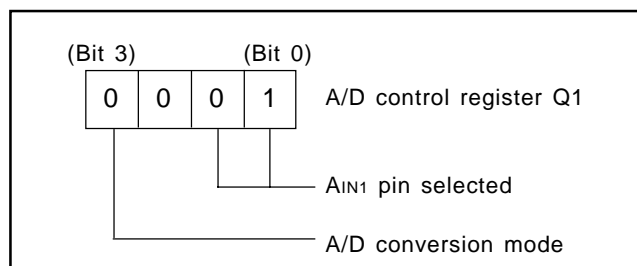 (Bit 3) (Bit 0)
0 0 0 1 A/D control register Q1
AIN1 pin selected
A/D conversion mode